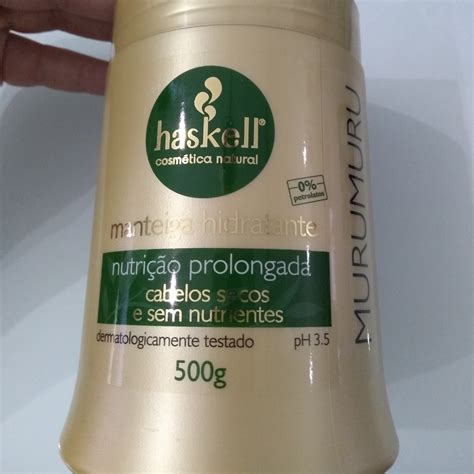 haskell®
cosmética natural
0%
petrolatos
manteiga hidratante
nutrição prolongada
cabelos secos
e sem nutrientes
dermatologicamente testado pH 3.5
500g
MURUMURU